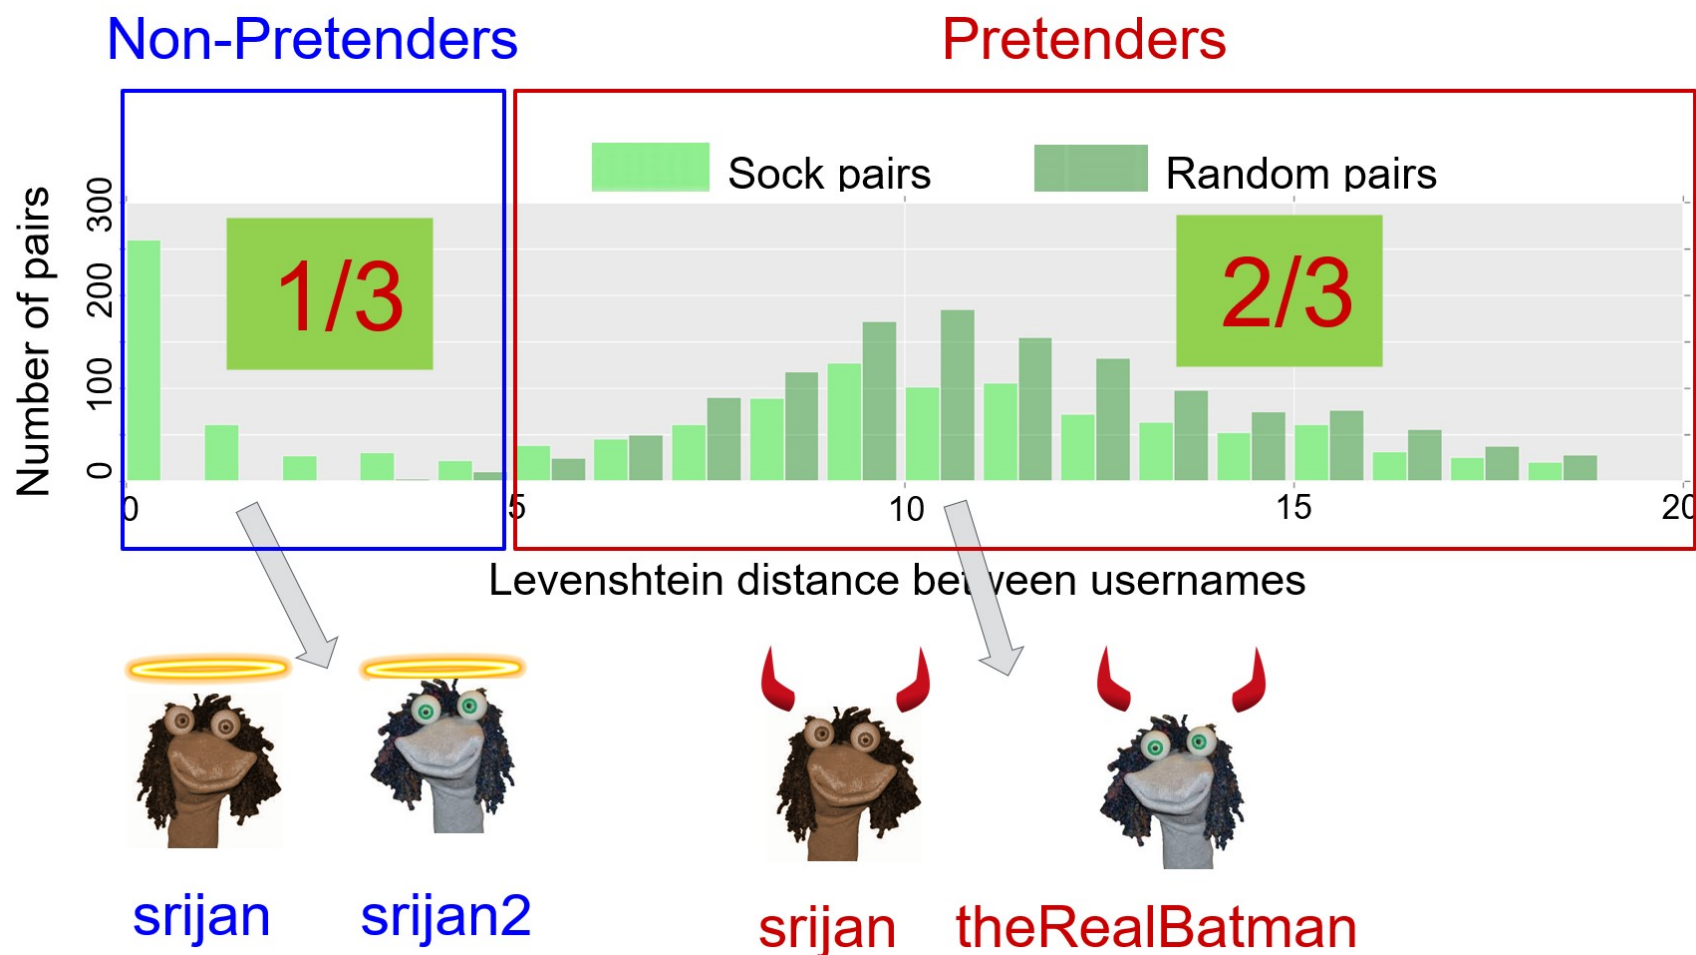 Non-Pretenders
Pretenders
Sock pairs
Random pairs
Number of pairs
300
200
100
0
1/3
2/3
0
5
10
15
20
Levenshtein distance between usernames
srijan
srijan2
srijan
theRealBatman